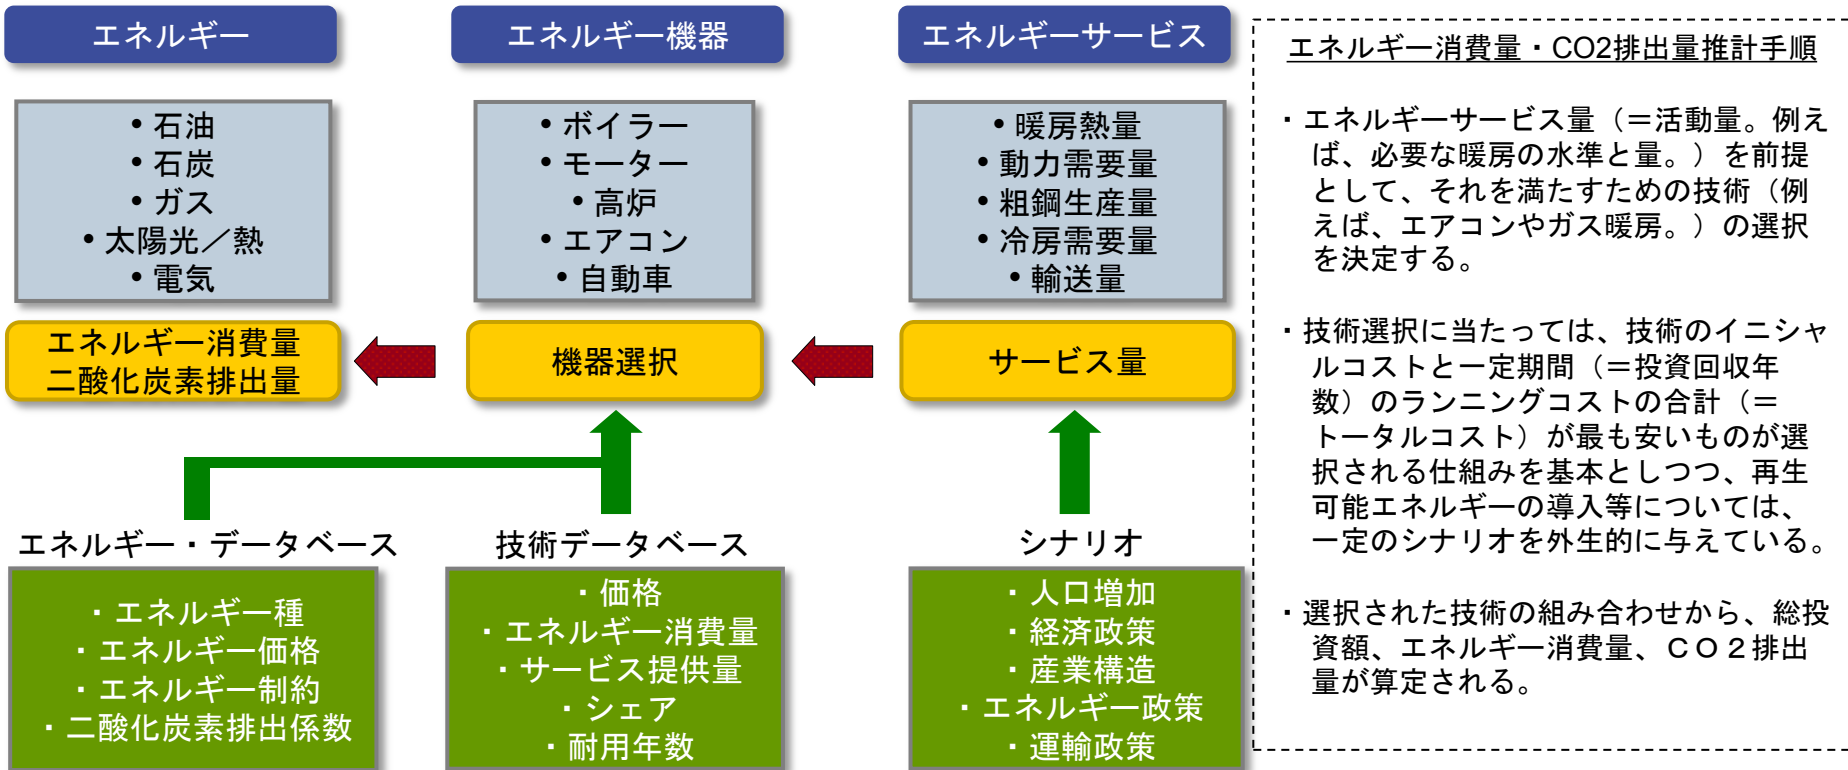 エネルギー
エネルギー機器
エネルギーサービス
• 石油
• 石炭
• ガス
• 太陽光／熱
• 電気
• ボイラー
• モーター
• 高炉
• エアコン
• 自動車
• 暖房熱量
• 動力需要量
• 粗鋼生産量
• 冷房需要量
• 輸送量
エネルギー消費量
二酸化炭素排出量
機器選択
サービス量
エネルギー・データベース
技術データベース
シナリオ
・エネルギー種
・エネルギー価格
・エネルギー制約
・二酸化炭素排出係数
・価格
・エネルギー消費量
・サービス提供量
・シェア
・耐用年数
・人口増加
・経済政策
・産業構造
・エネルギー政策
・運輸政策
エネルギー消費量・CO2排出量推計手順
・エネルギーサービス量（＝活動量。例え
ば、必要な暖房の水準と量。）を前提
として、それを満たすための技術（例
えば、エアコンやガス暖房。）の選択
を決定する。
・技術選択に当たっては、技術のイニシャ
ルコストと一定期間（＝投資回収年
数）のランニングコストの合計（＝
トータルコスト）が最も安いものが選
択される仕組みを基本としつつ、再生
可能エネルギーの導入等については、
一定のシナリオを外生的に与えている。
・選択された技術の組み合わせから、総投
資額、エネルギー消費量、ＣＯ２排出
量が算定される。